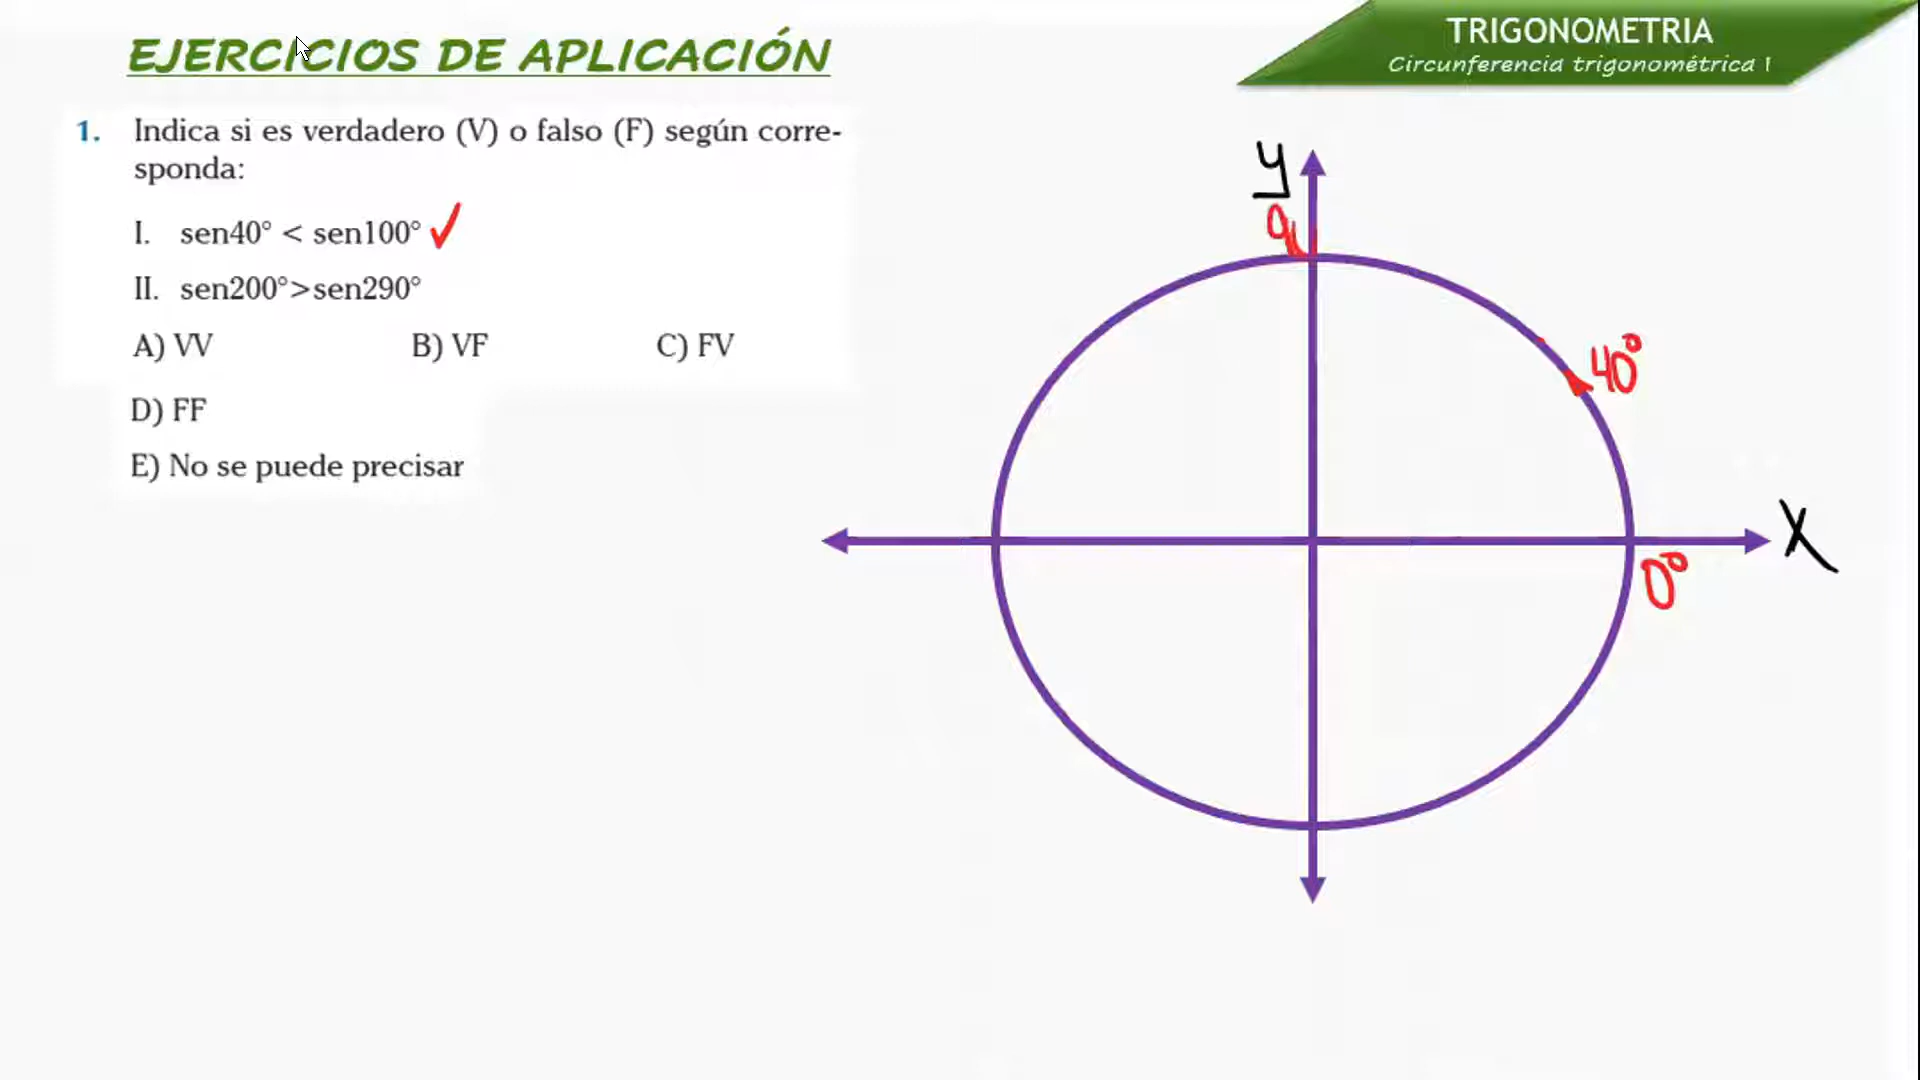 EJERCICIOS DE APLICACIÓN
TRIGONOMETRIA
Circunferencia trigonométrica I
1. Indica si es verdadero (V) o falso (F) según corre-
sponda:
I. sen40° < sen100° ✓
II. sen200°>sen290°
A) VV B) VF C) FV
D) FF
E) No se puede precisar
y
40°
X
0°